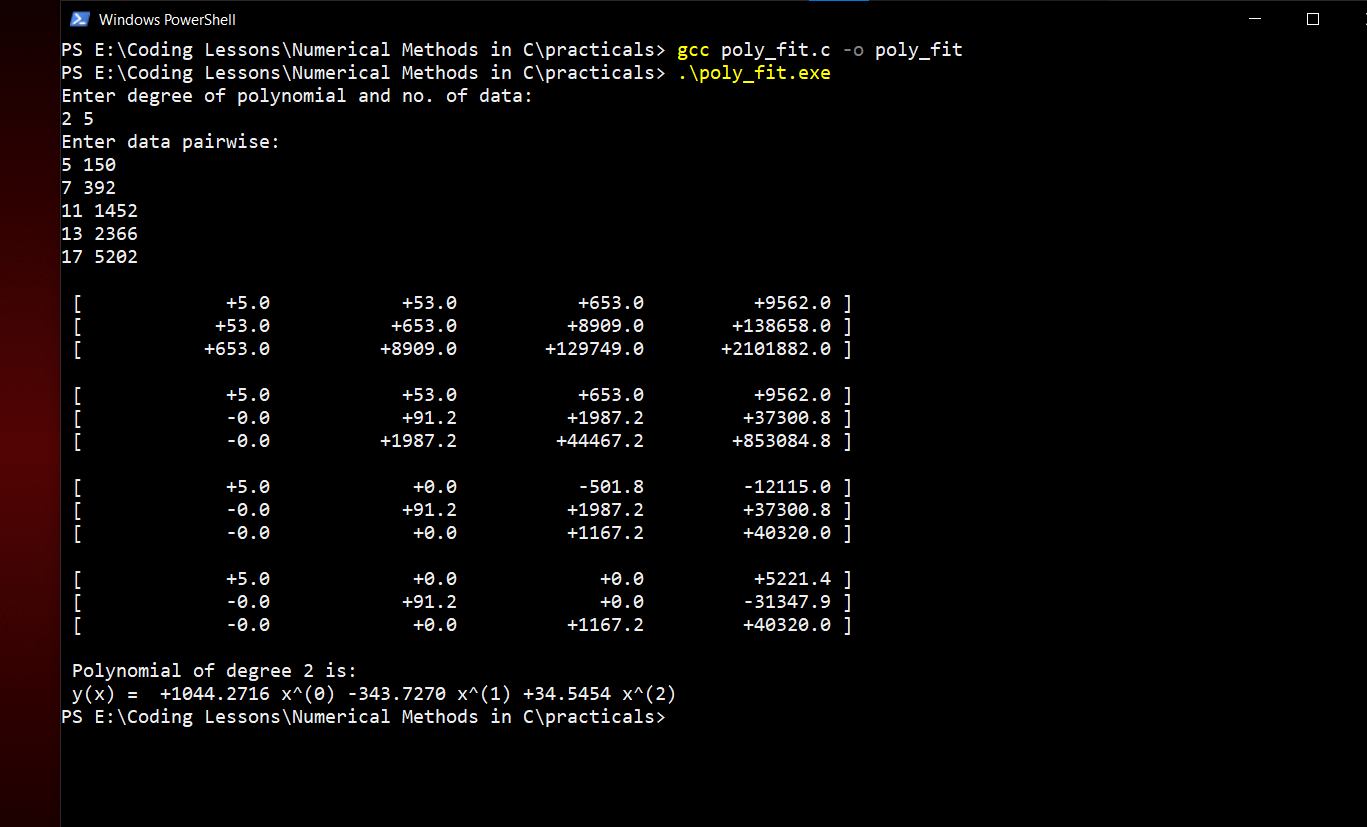 Windows PowerShell
PS E:\Coding Lessons\Numerical Methods in C\practicals> gcc poly_fit.c -o poly_fit
PS E:\Coding Lessons\Numerical Methods in C\practicals> .\poly_fit.exe
Enter degree of polynomial and no. of data:
2 5
Enter data pairwise:
5 150
7 392
11 1452
13 2366
17 5202
[ +5.0 +53.0 +653.0 +9562.0 ]
[ +53.0 +653.0 +8909.0 +138658.0 ]
[ +653.0 +8909.0 +129749.0 +2101882.0 ]
[ +5.0 +53.0 +653.0 +9562.0 ]
[ -0.0 +91.2 +1987.2 +37300.8 ]
[ -0.0 +1987.2 +44467.2 +853084.8 ]
[ +5.0 +0.0 -501.8 -12115.0 ]
[ -0.0 +91.2 +1987.2 +37300.8 ]
[ -0.0 +0.0 +1167.2 +40320.0 ]
[ +5.0 +0.0 +0.0 +5221.4 ]
[ -0.0 +91.2 +0.0 -31347.9 ]
[ -0.0 +0.0 +1167.2 +40320.0 ]
Polynomial of degree 2 is:
y(x) =  +1044.2716 x^(0) -343.7270 x^(1) +34.5454 x^(2)
PS E:\Coding Lessons\Numerical Methods in C\practicals>